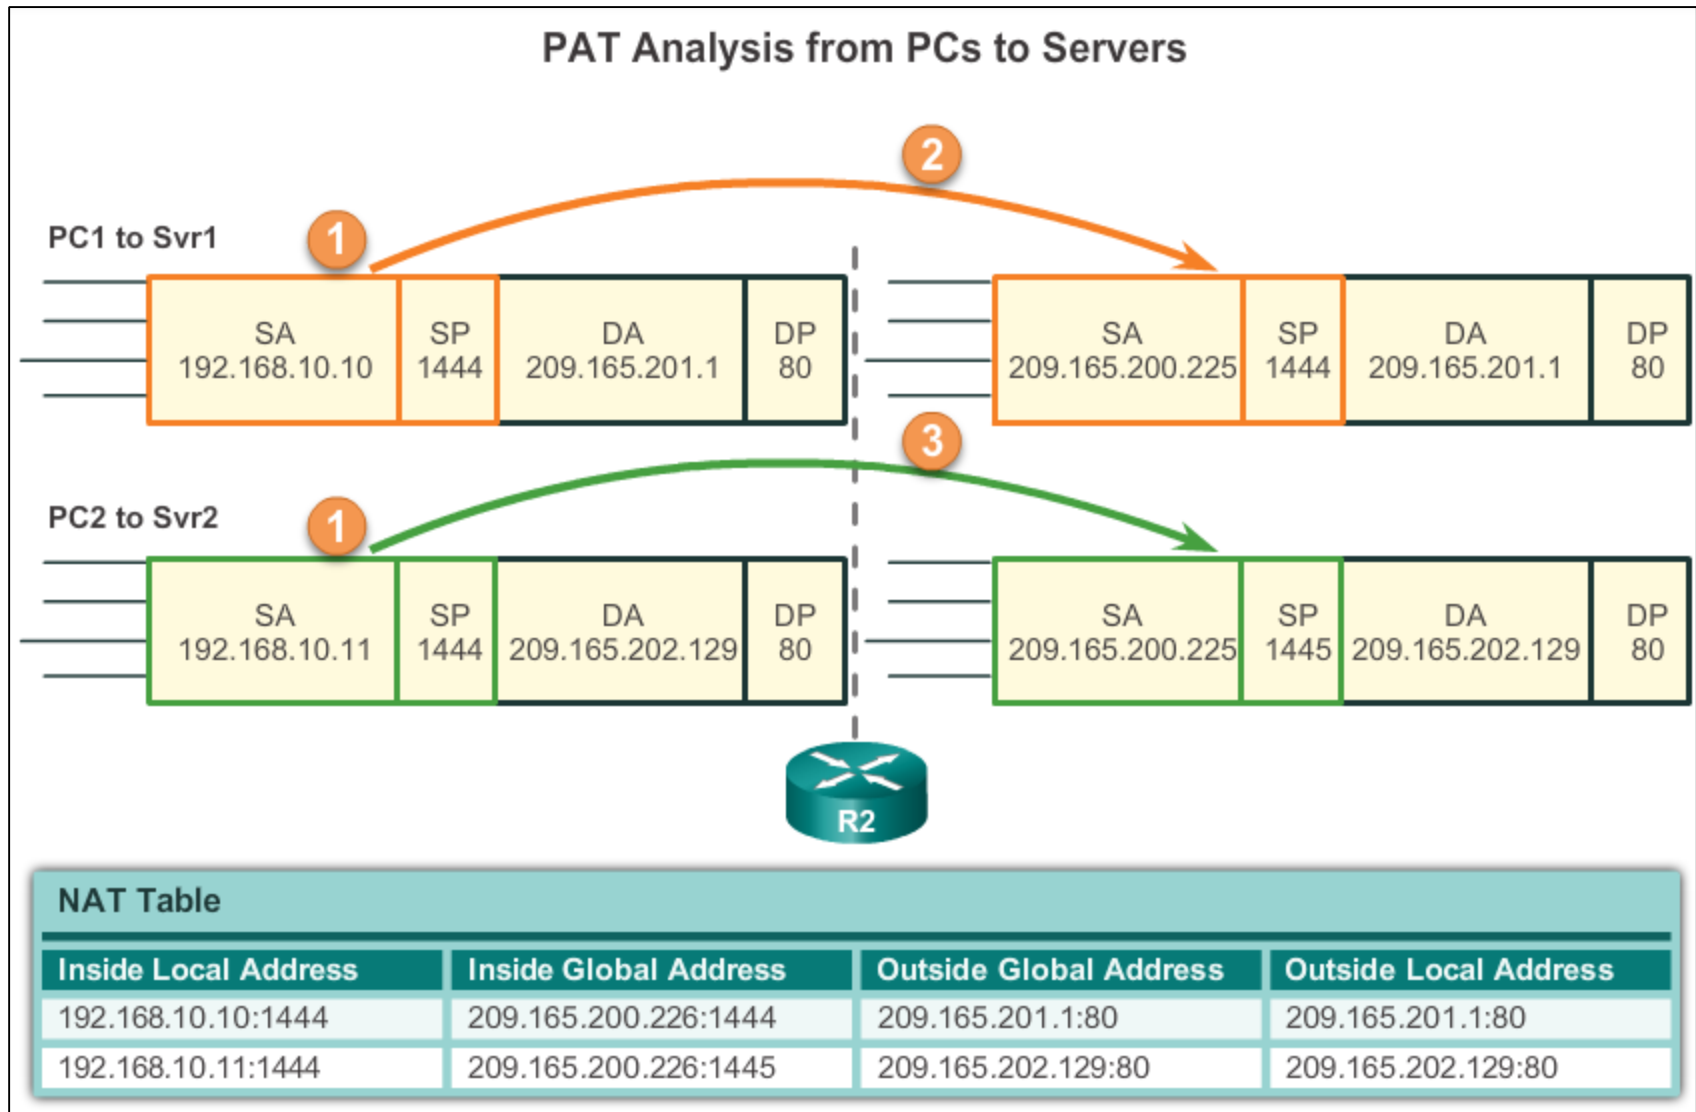 PAT Analysis from PCs to Servers
2
PC1 to Svr1
1
SA SP DA DP
192.168.10.10 1444 209.165.201.1 80
SA SP DA DP
209.165.200.225 1444 209.165.201.1 80
3
PC2 to Svr2
1
SA SP DA DP
192.168.10.11 1444 209.165.202.129 80
SA SP DA DP
209.165.200.225 1445 209.165.202.129 80
R2
NAT Table
Inside Local Address Inside Global Address Outside Global Address Outside Local Address
192.168.10.10:1444 209.165.200.226:1444 209.165.201.1:80 209.165.201.1:80
192.168.10.11:1444 209.165.200.226:1445 209.165.202.129:80 209.165.202.129:80